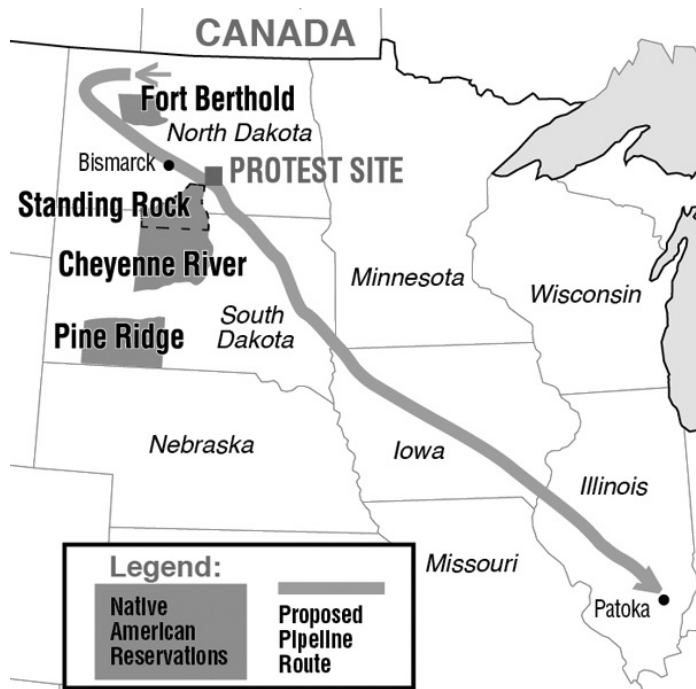 CANADA
Fort Berthold
North Dakota
Bismarck
PROTEST SITE
Standing Rock
Cheyenne River
Minnesota
Wisconsin
South
Dakota
Pine Ridge
Nebraska
Iowa
Illinois
Missouri
Patoka
Legend:
Native
American
Reservations
Proposed
Pipeline
Route